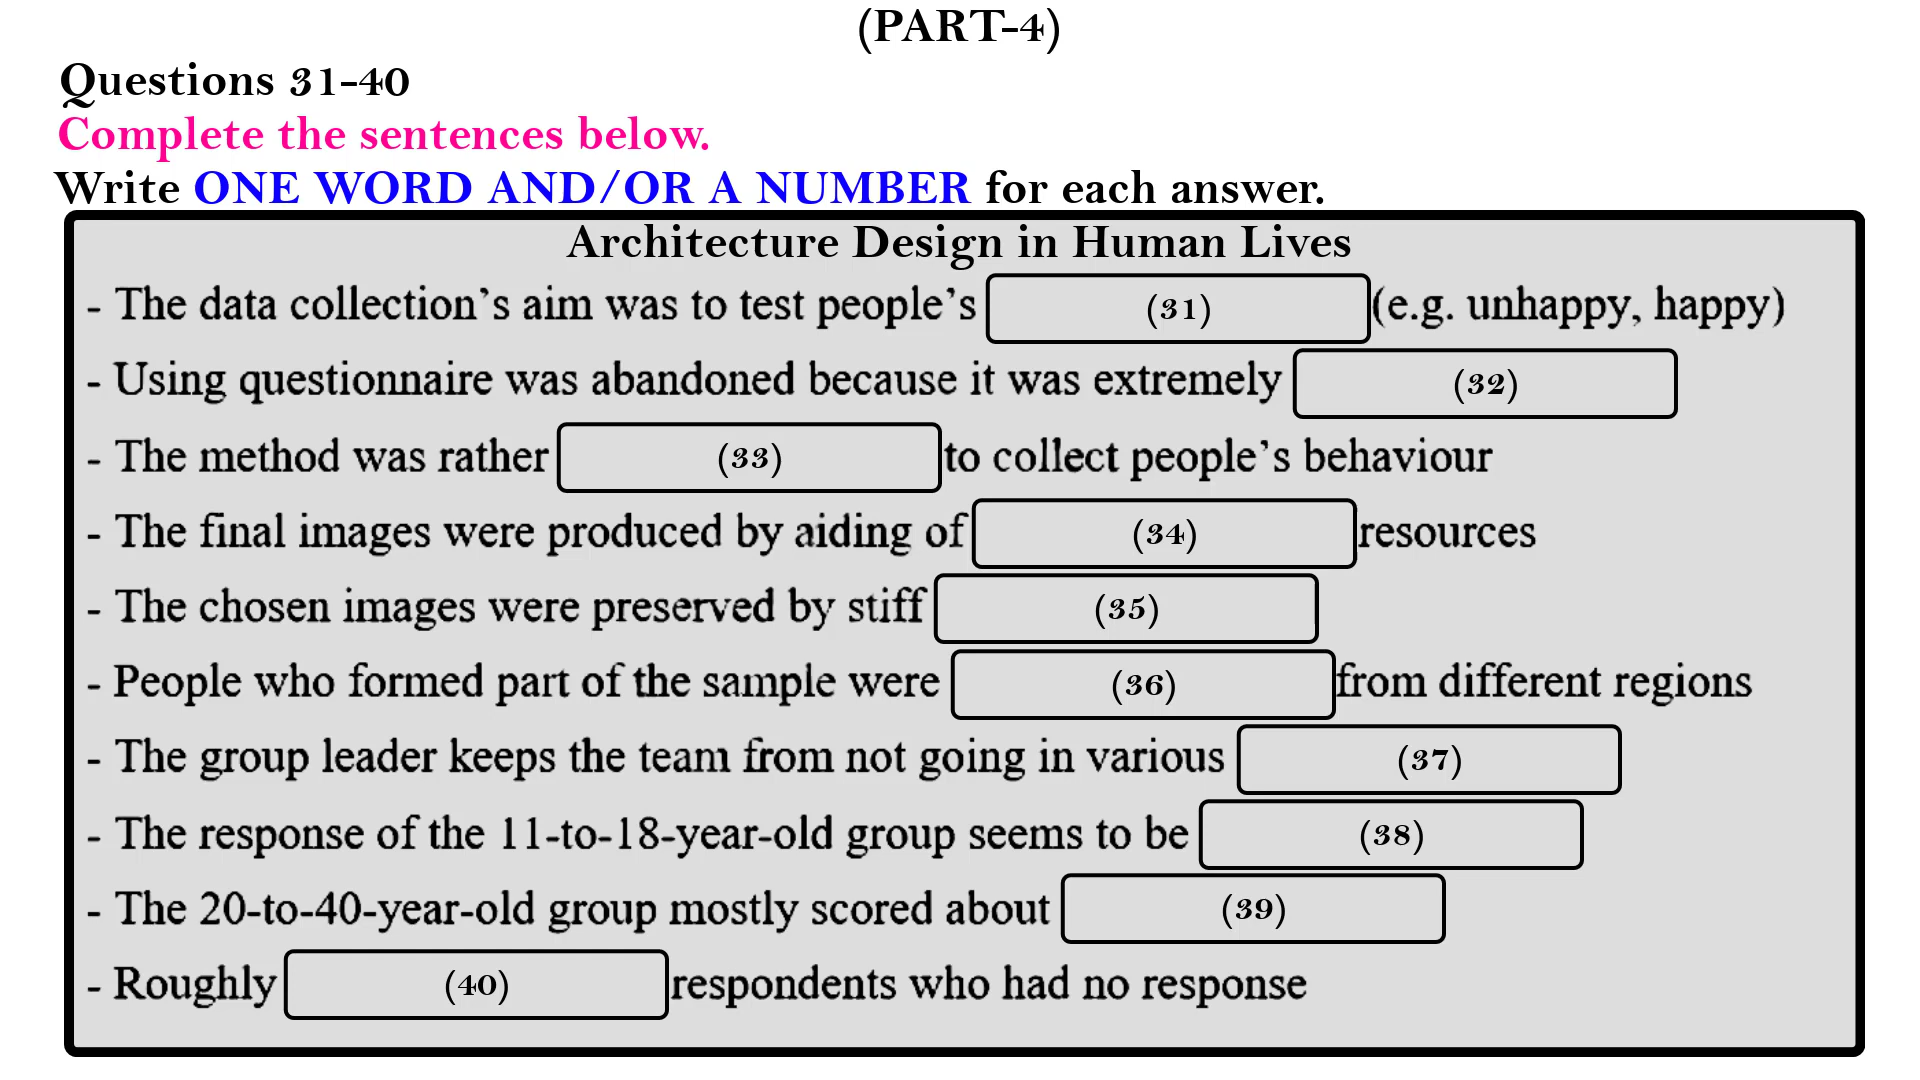 (PART-4)
Questions 31-40
Complete the sentences below.
Write ONE WORD AND/OR A NUMBER for each answer.
Architecture Design in Human Lives
- The data collection's aim was to test people's (31) (e.g. unhappy, happy)
- Using questionnaire was abandoned because it was extremely (32)
- The method was rather (33) to collect people's behaviour
- The final images were produced by aiding of (34) resources
- The chosen images were preserved by stiff (35)
- People who formed part of the sample were (36) from different regions
- The group leader keeps the team from not going in various (37)
- The response of the 11-to-18-year-old group seems to be (38)
- The 20-to-40-year-old group mostly scored about (39)
- Roughly (40) respondents who had no response